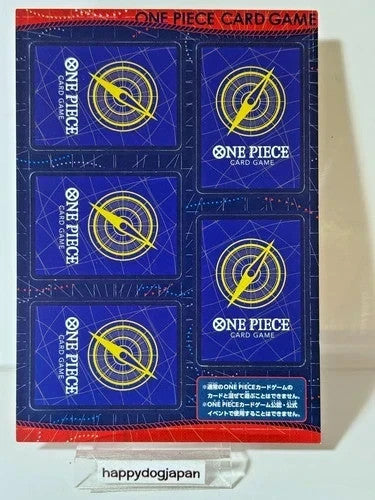 ONE PIECE CARD GAME
ONE PIECE
CARD GAME
ONE PIECE
CARD GAME
ONE PIECE
CARD GAME
ONE PIECE
CARD GAME
ONE PIECE
CARD GAME
※通常のONE PIECEカードゲームの
カードと混ぜて遊ぶことはできません。
※ONE PIECEカードゲーム公認・公式
イベントで使用することはできません。
happydogjapan